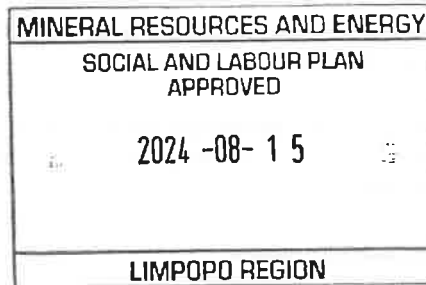 MINERAL RESOURCES AND ENERGY
SOCIAL AND LABOUR PLAN
APPROVED
2024 -08- 1 5
LIMPOPO REGION